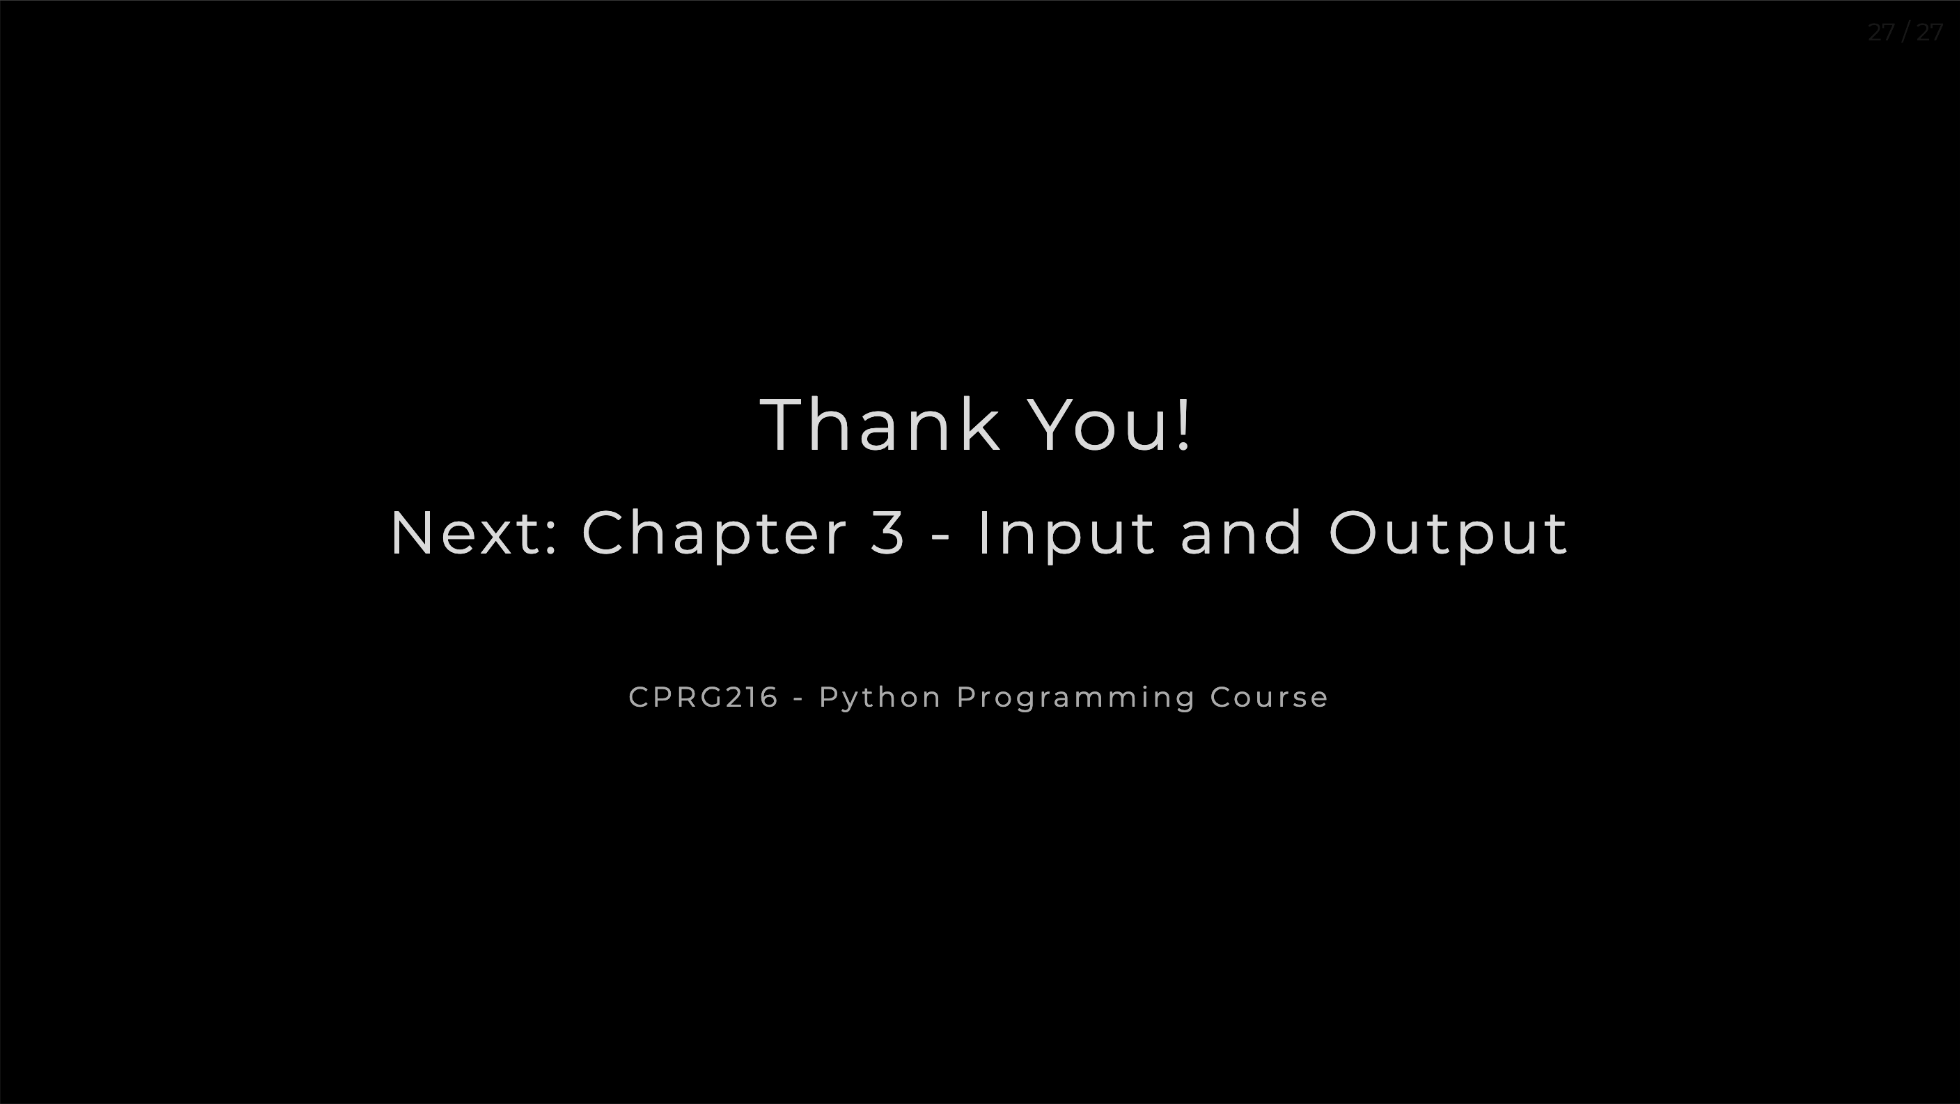 27 / 27
Thank You!
Next: Chapter 3 - Input and Output
CPRG216 - Python Programming Course